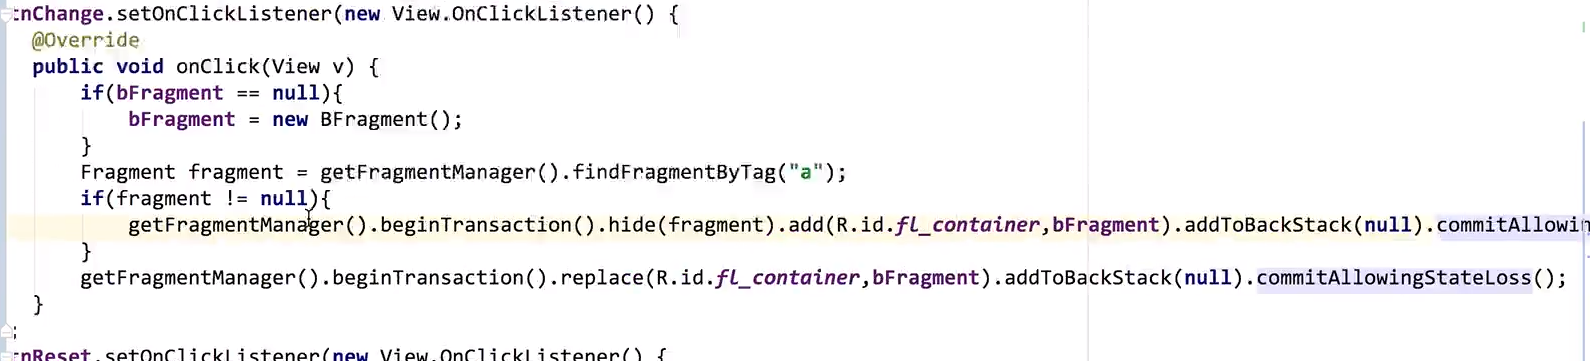 tnChange.setOnClickListener(new View.OnClickListener() {
@Override
public void onClick(View v) {
if(bFragment == null){
bFragment = new BFragment();
}
Fragment fragment = getFragmentManager().findFragmentByTag("a");
if(fragment != null){
getFragmentManager().beginTransaction().hide(fragment).add(R.id.fl_container,bFragment).addToBackStack(null).commitAllowin
}
getFragmentManager().beginTransaction().replace(R.id.fl_container,bFragment).addToBackStack(null).commitAllowingStateLoss();
}
;
tnReset.setOnClickListener(new View.OnClickListener() {